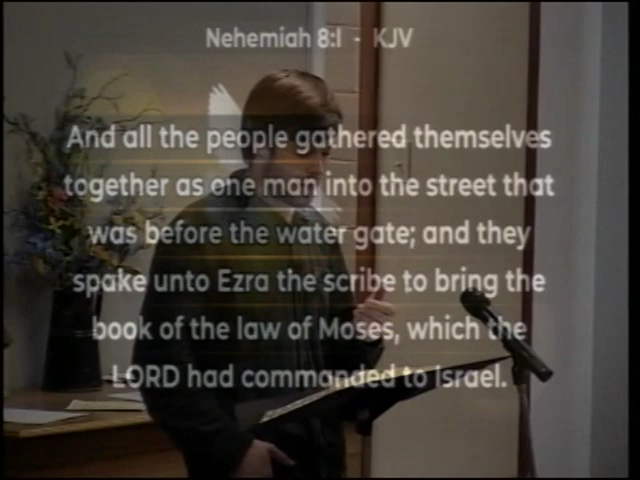 Nehemiah 8:1 - KJV
And all the people gathered themselves
together as one man into the street that
was before the water gate; and they
spake unto Ezra the scribe to bring the
book of the law of Moses, which the
LORD had commanded to Israel.